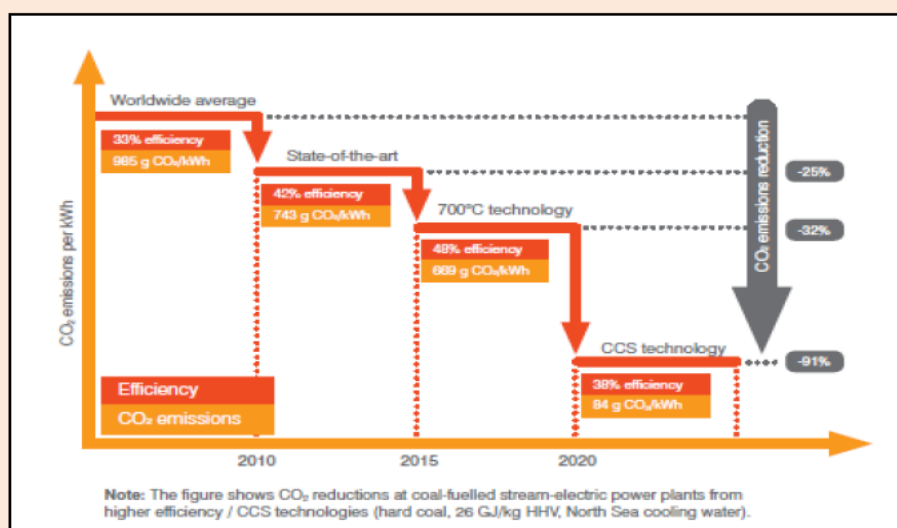 Worldwide average
33% efficiency
985 g CO₂/kWh
State-of-the-art
42% efficiency
743 g CO₂/kWh
700°C technology
48% efficiency
669 g CO₂/kWh
CCS technology
38% efficiency
84 g CO₂/kWh
CO₂ emissions reduction
-25%
-32%
-91%
CO₂ emissions per kWh
Efficiency
CO₂ emissions
2010 2015 2020
Note: The figure shows CO₂ reductions at coal-fuelled stream-electric power plants from
higher efficiency / CCS technologies (hard coal, 26 GJ/kg HHV, North Sea cooling water).